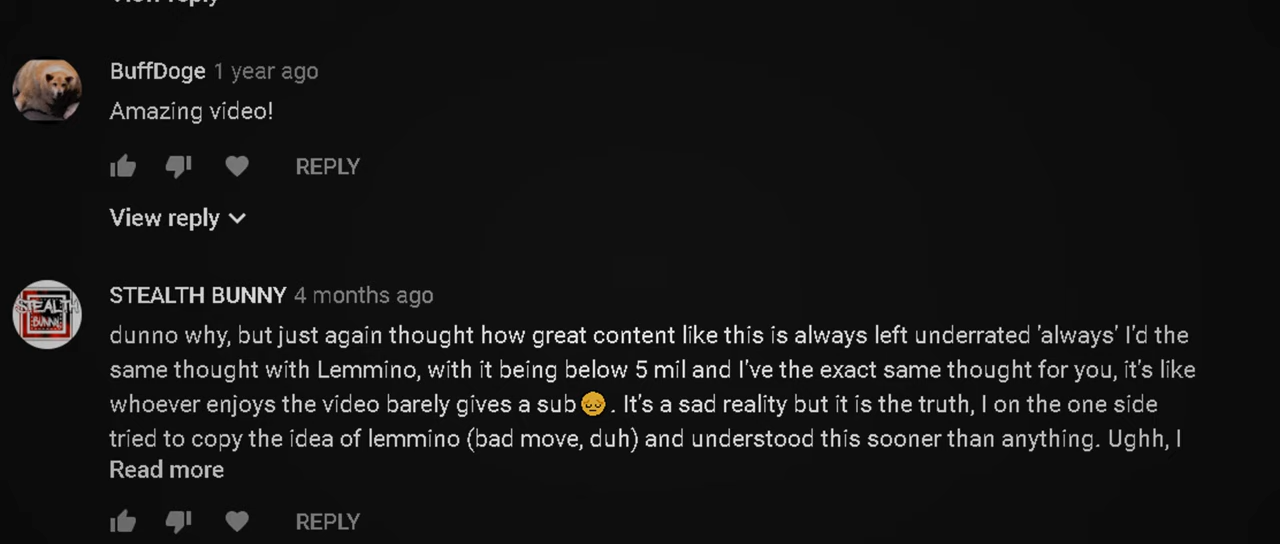 View reply
BuffDoge 1 year ago
Amazing video!
REPLY
View reply
STEALTH BUNNY 4 months ago
STEALTH
BUNNY
dunno why, but just again thought how great content like this is always left underrated 'always' I'd the
same thought with Lemmino, with it being below 5 mil and I've the exact same thought for you, it's like
whoever enjoys the video barely gives a sub😔. It's a sad reality but it is the truth, I on the one side
tried to copy the idea of lemmino (bad move, duh) and understood this sooner than anything. Ughh, I
Read more
REPLY